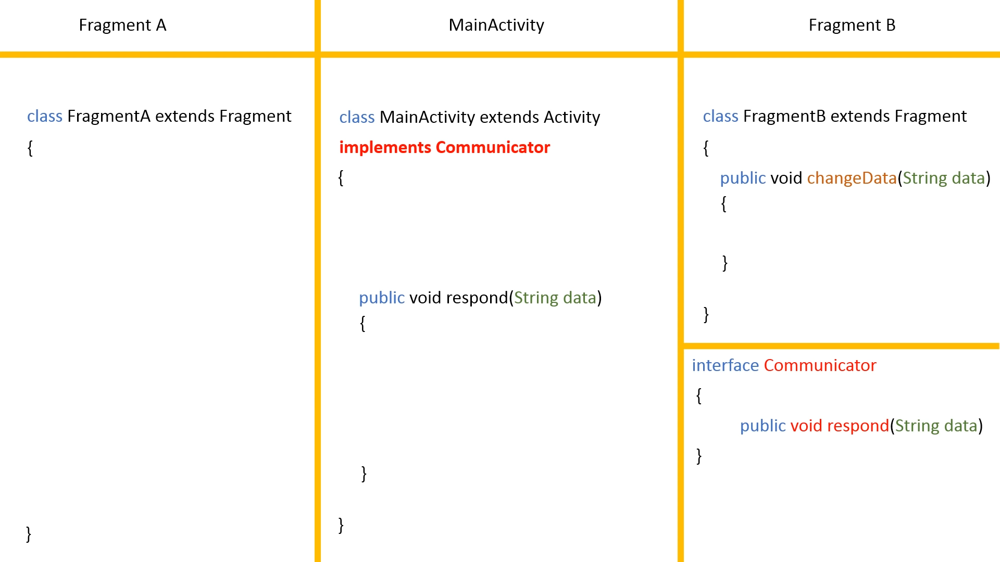 Fragment A
MainActivity
Fragment B
class FragmentA extends Fragment
{
}
class MainActivity extends Activity
implements Communicator
{
public void respond(String data)
{
}
}
class FragmentB extends Fragment
{
public void changeData(String data)
{
}
}
interface Communicator
{
public void respond(String data)
}